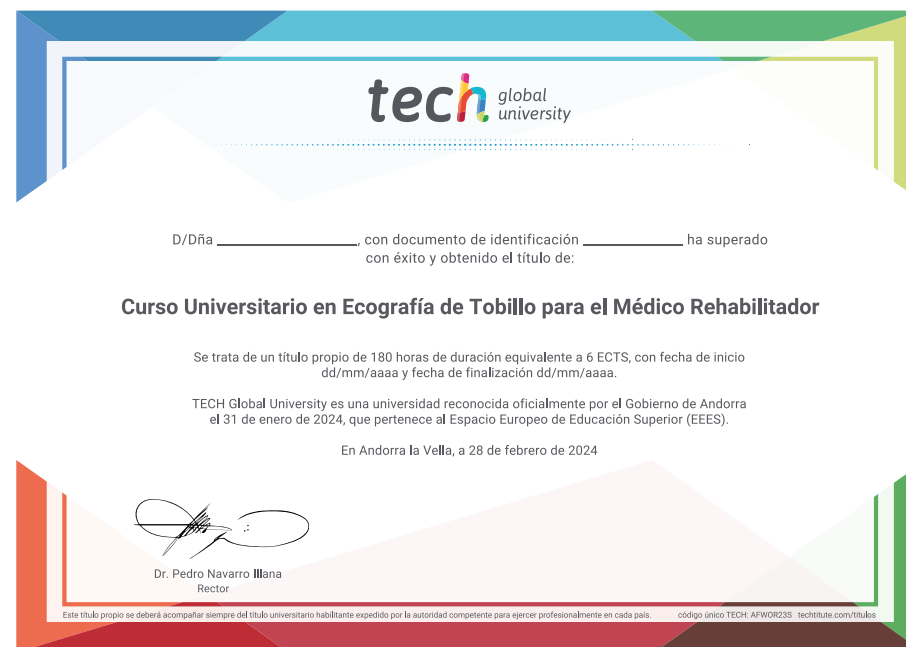 tech global university
D/Dña ____________________, con documento de identificación ______________ ha superado
con éxito y obtenido el título de:
Curso Universitario en Ecografía de Tobillo para el Médico Rehabilitador
Se trata de un título propio de 180 horas de duración equivalente a 6 ECTS, con fecha de inicio
dd/mm/aaaa y fecha de finalización dd/mm/aaaa.
TECH Global University es una universidad reconocida oficialmente por el Gobierno de Andorra
el 31 de enero de 2024, que pertenece al Espacio Europeo de Educación Superior (EEES).
En Andorra la Vella, a 28 de febrero de 2024
Dr. Pedro Navarro Illana
Rector
Este título propio se deberá acompañar siempre del título universitario habilitante expedido por la autoridad competente para ejercer profesionalmente en cada país. código único TECH: AFWOR23S techtitute.com/titulos